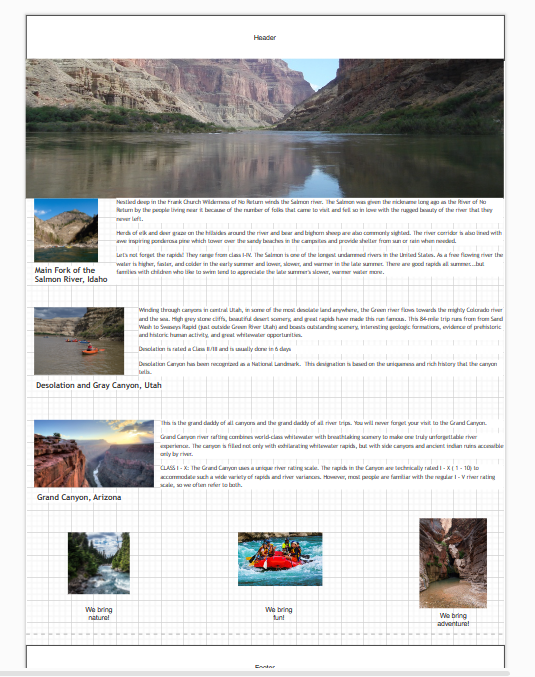 Header
Nestled deep in the Frank Church Wilderness of No Return winds the Salmon river. The Salmon was given the nickname long ago as the River of No
Return by the people living near it because of the number of folks that came to visit and fell so in love with the rugged beauty of the river that they
never left.
Herds of elk and deer graze on the hillsides around the river and bear and bighorn sheep are also commonly sighted. The river corridor is also lined with
awe inspiring ponderosa pine which tower over the sandy beaches in the campsites and provide shelter from sun or rain when needed.
Let's not forget the rapids! They range from class I-IV. The Salmon is one of the longest undammed rivers in the United States. As a free flowing river the
water is higher, faster, and colder in the early summer and lower, slower, and warmer in the late summer. There are good rapids all summer...but
families with children who like to swim tend to appreciate the late summer's slower, warmer water more.
Main Fork of the
Salmon River, Idaho
Winding through canyons in central Utah, in some of the most desolate land anywhere, the Green river flows towards the mighty Colorado river
and the sea. High grey stone cliffs, beautiful desert scenery, and great rapids have made this run famous. This 84-mile trip runs from from Sand
Wash to Swaseys Rapid (just outside Green River Utah) and boasts outstanding scenery, interesting geologic formations, evidence of prehistoric
and historic human activity, and great whitewater opportunities.
Desolation is rated a Class II/III and is usually done in 6 days
Desolation Canyon has been recognized as a National Landmark. This designation is based on the uniqueness and rich history that the canyon
tells.
Desolation and Gray Canyon, Utah
This is the grand daddy of all canyons and the grand daddy of all river trips. You will never forget your visit to the Grand Canyon.
Grand Canyon river rafting combines world-class whitewater with breathtaking scenery to make one truly unforgettable river
experience. The canyon is filled not only with exhilarating whitewater rapids, but with side canyons and ancient indian ruins accessible
only by river.
CLASS I - X: The Grand Canyon uses a unique river rating scale. The rapids in the Canyon are technically rated I - X ( 1 - 10) to
accommodate such a wide variety of rapids and river variances. However, most people are familiar with the regular I - V river rating
scale, so we often refer to both.
Grand Canyon, Arizona
We bring
nature!
We bring
fun!
We bring
adventure!
Footer